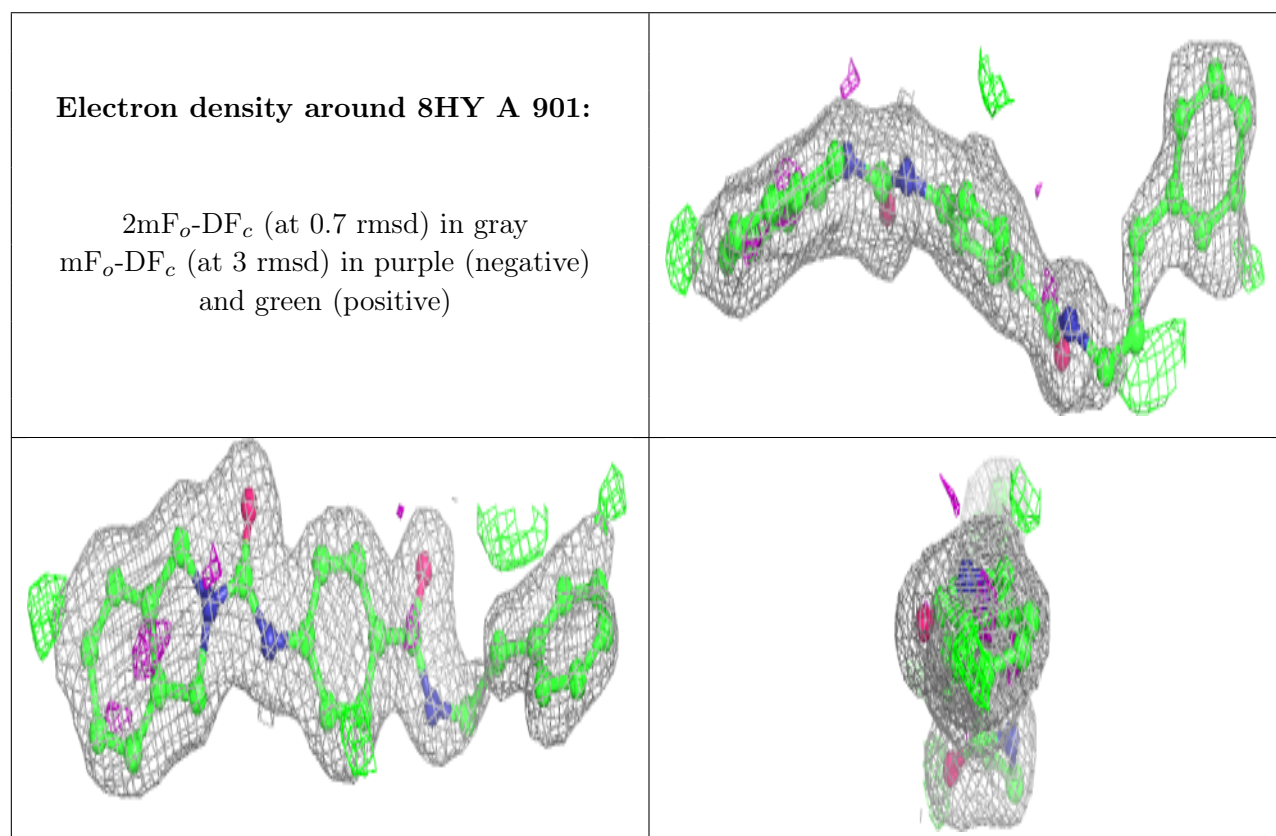 Electron density around 8HY A 901:
2mFo-DFc (at 0.7 rmsd) in gray
mFo-DFc (at 3 rmsd) in purple (negative)
and green (positive)